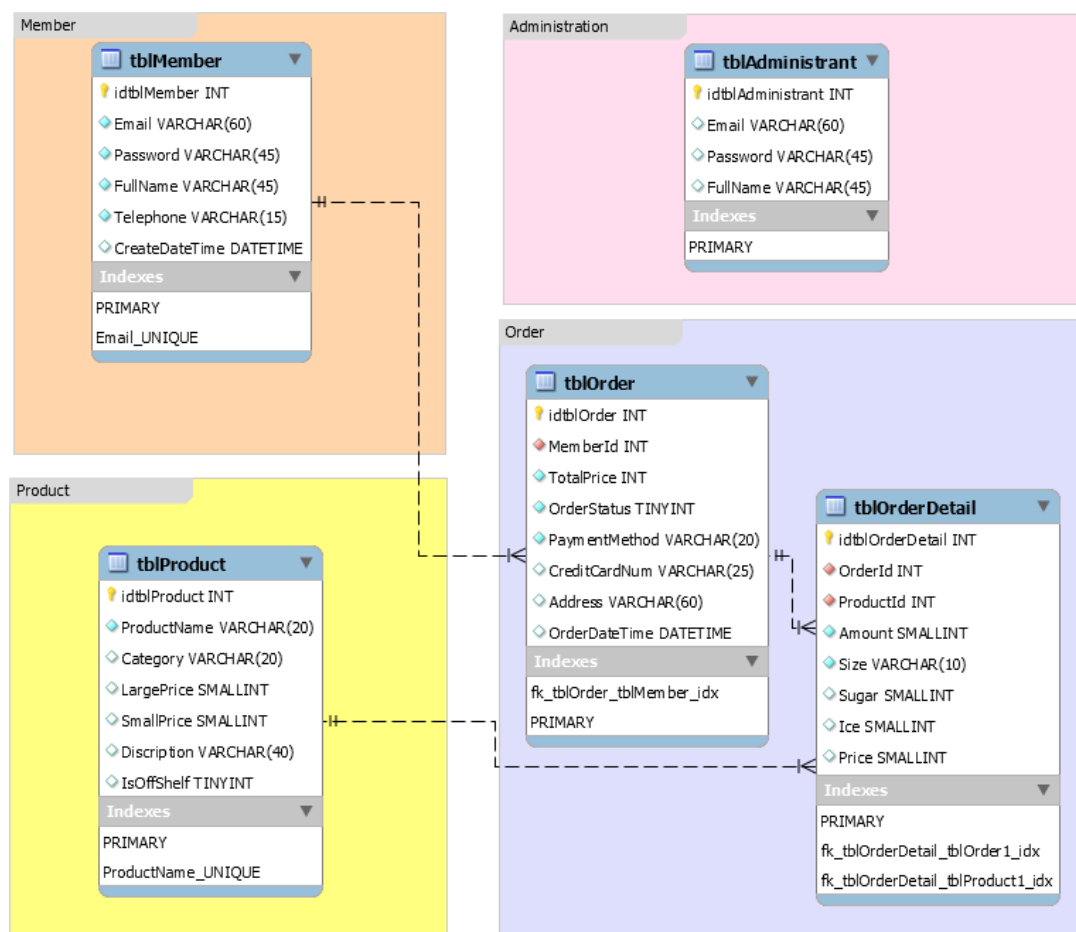 Member
tblMember
idtblMember INT
Email VARCHAR(60)
Password VARCHAR(45)
FullName VARCHAR(45)
Telephone VARCHAR(15)
CreateDateTime DATETIME
Indexes
PRIMARY
Email_UNIQUE
Administration
tblAdministrant
idtblAdministrant INT
Email VARCHAR(60)
Password VARCHAR(45)
FullName VARCHAR(45)
Indexes
PRIMARY
Product
tblProduct
idtblProduct INT
ProductName VARCHAR(20)
Category VARCHAR(20)
LargePrice SMALLINT
SmallPrice SMALLINT
Discription VARCHAR(40)
IsOffShelf TINYINT
Indexes
PRIMARY
ProductName_UNIQUE
Order
tblOrder
idtblOrder INT
MemberId INT
TotalPrice INT
OrderStatus TINYINT
PaymentMethod VARCHAR(20)
CreditCardNum VARCHAR(25)
Address VARCHAR(60)
OrderDateTime DATETIME
Indexes
fk_tblOrder_tblMember_idx
PRIMARY
tblOrderDetail
idtblOrderDetail INT
OrderId INT
ProductId INT
Amount SMALLINT
Size VARCHAR(10)
Sugar SMALLINT
Ice SMALLINT
Price SMALLINT
Indexes
PRIMARY
fk_tblOrderDetail_tblOrder1_idx
fk_tblOrderDetail_tblProduct1_idx